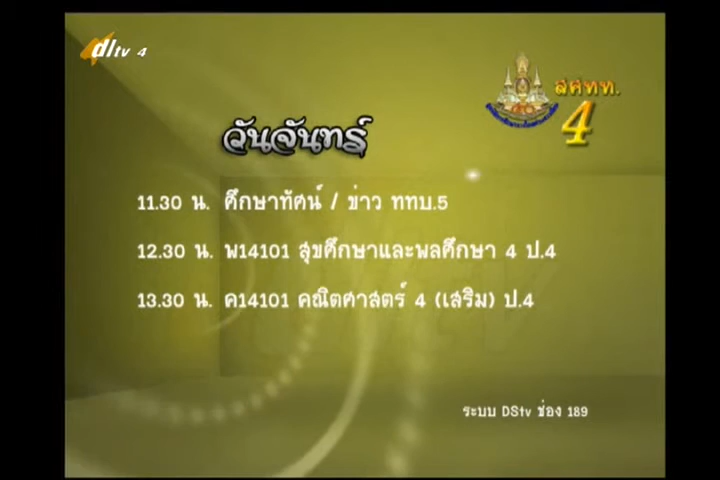 dltv 4
สศทท.
4
วันจันทร์
11.30 น. ศึกษาทัศน์ / ข่าว ททบ.5
12.30 น. พ14101 สุขศึกษาและพลศึกษา 4 ป.4
13.30 น. ค14101 คณิตศาสตร์ 4 (เสริม) ป.4
ระบบ DStv ช่อง 189